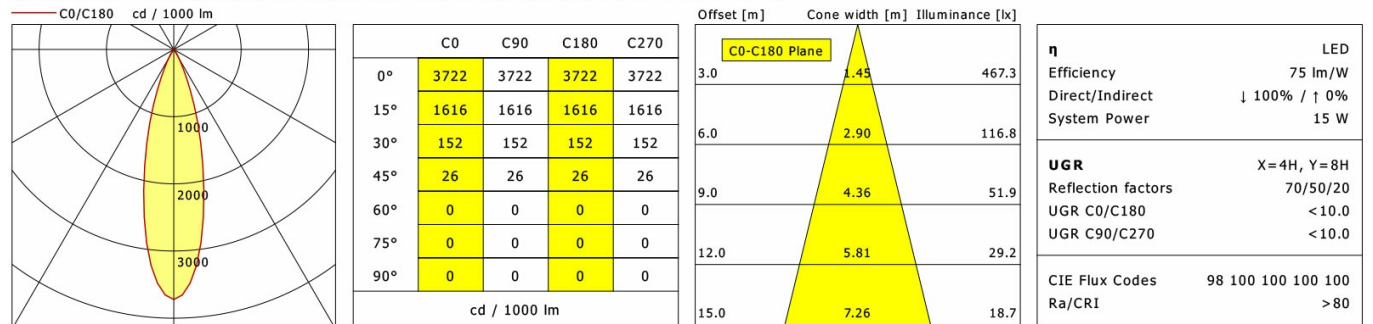 C0/C180 cd / 1000 lm
1000
2000
3000
C0 C90 C180 C270
0° 3722 3722 3722 3722
15° 1616 1616 1616 1616
30° 152 152 152 152
45° 26 26 26 26
60° 0 0 0 0
75° 0 0 0 0
90° 0 0 0 0
cd / 1000 lm
Offset [m] Cone width [m] Illuminance [lx]
C0-C180 Plane
3.0 1.45 467.3
6.0 2.90 116.8
9.0 4.36 51.9
12.0 5.81 29.2
15.0 7.26 18.7
η LED
Efficiency 75 lm/W
Direct/Indirect ↓ 100% / ↑ 0%
System Power 15 W
UGR X=4H, Y=8H
Reflection factors 70/50/20
UGR C0/C180 <10.0
UGR C90/C270 <10.0
CIE Flux Codes 98 100 100 100 100
Ra/CRI >80